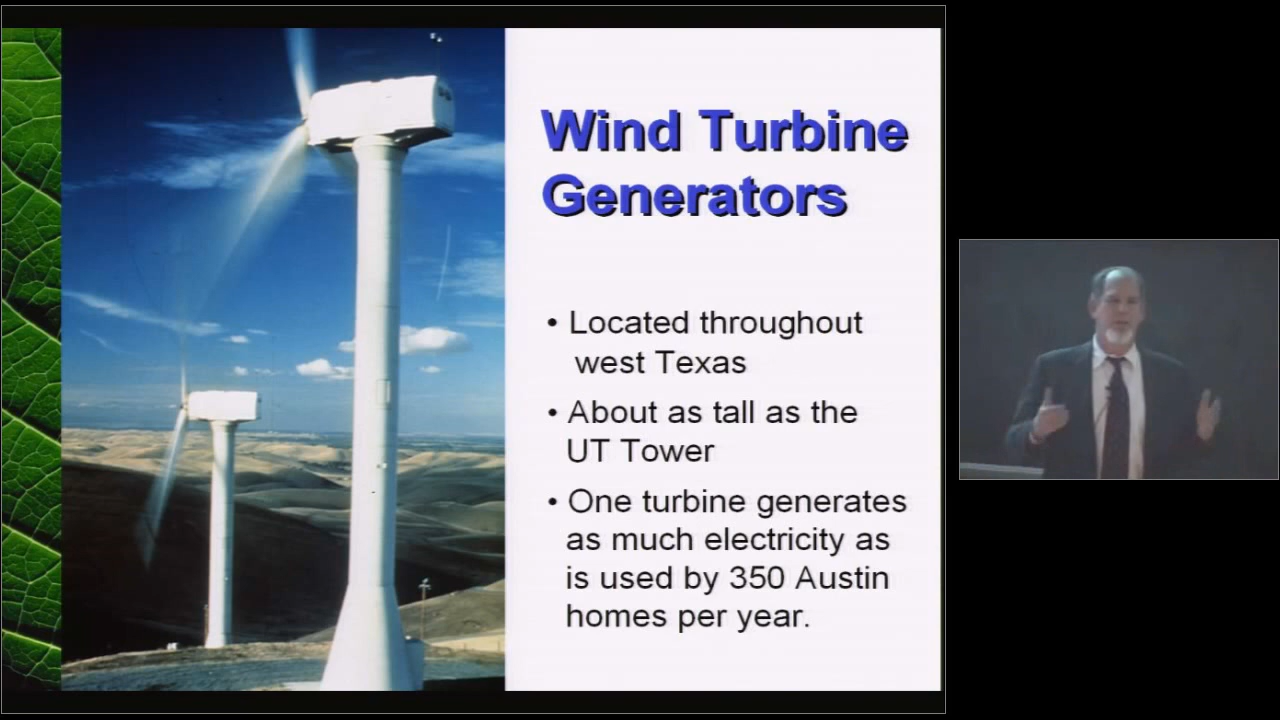 Wind Turbine
Generators
• Located throughout
west Texas
• About as tall as the
UT Tower
• One turbine generates
as much electricity as
is used by 350 Austin
homes per year.